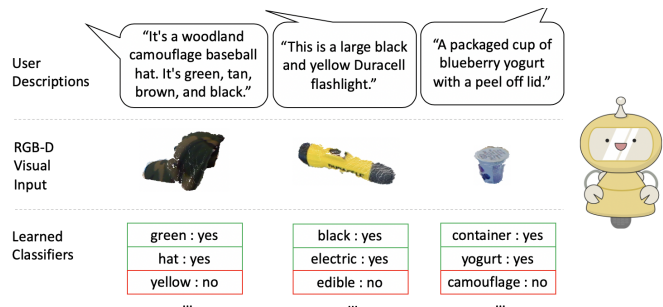 User
Descriptions
“It's a woodland
camouflage baseball
hat. It's green, tan,
brown, and black.”
“This is a large black
and yellow Duracell
flashlight.”
“A packaged cup of
blueberry yogurt
with a peel off lid.”
RGB-D
Visual
Input
Learned
Classifiers
green : yes
hat : yes
yellow : no
...
black : yes
electric : yes
edible : no
...
container : yes
yogurt : yes
camouflage : no
...